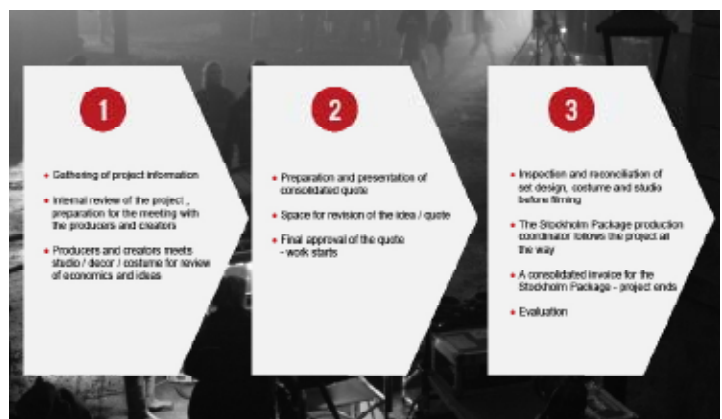 1
• Gathering of project information
• Internal review of the project ,
preparation for the meeting with
the producers and creators
• Producers and creators meets
studio / decor / costume for review
of economics and ideas
2
• Preparation and presentation of
consolidated quote
• Space for revision of the idea / quote
• Final approval of the quote
- work starts
3
• Inspection and reconciliation of
set design, costume and studio
before filming
• The Stockholm Package production
coordinator follows the project all
the way
• A consolidated invoice for the
Stockholm Package - project ends
• Evaluation